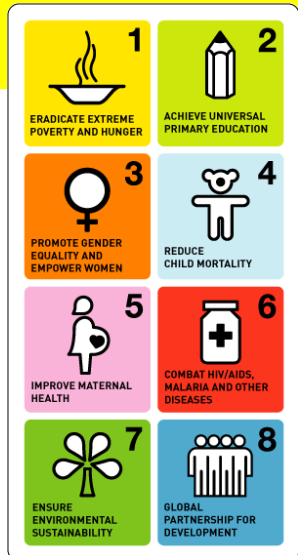 1
ERADICATE EXTREME
POVERTY AND HUNGER
2
ACHIEVE UNIVERSAL
PRIMARY EDUCATION
3
PROMOTE GENDER
EQUALITY AND
EMPOWER WOMEN
4
REDUCE
CHILD MORTALITY
5
IMPROVE MATERNAL
HEALTH
6
COMBAT HIV/AIDS,
MALARIA AND OTHER
DISEASES
7
ENSURE
ENVIRONMENTAL
SUSTAINABILITY
8
GLOBAL
PARTNERSHIP FOR
DEVELOPMENT